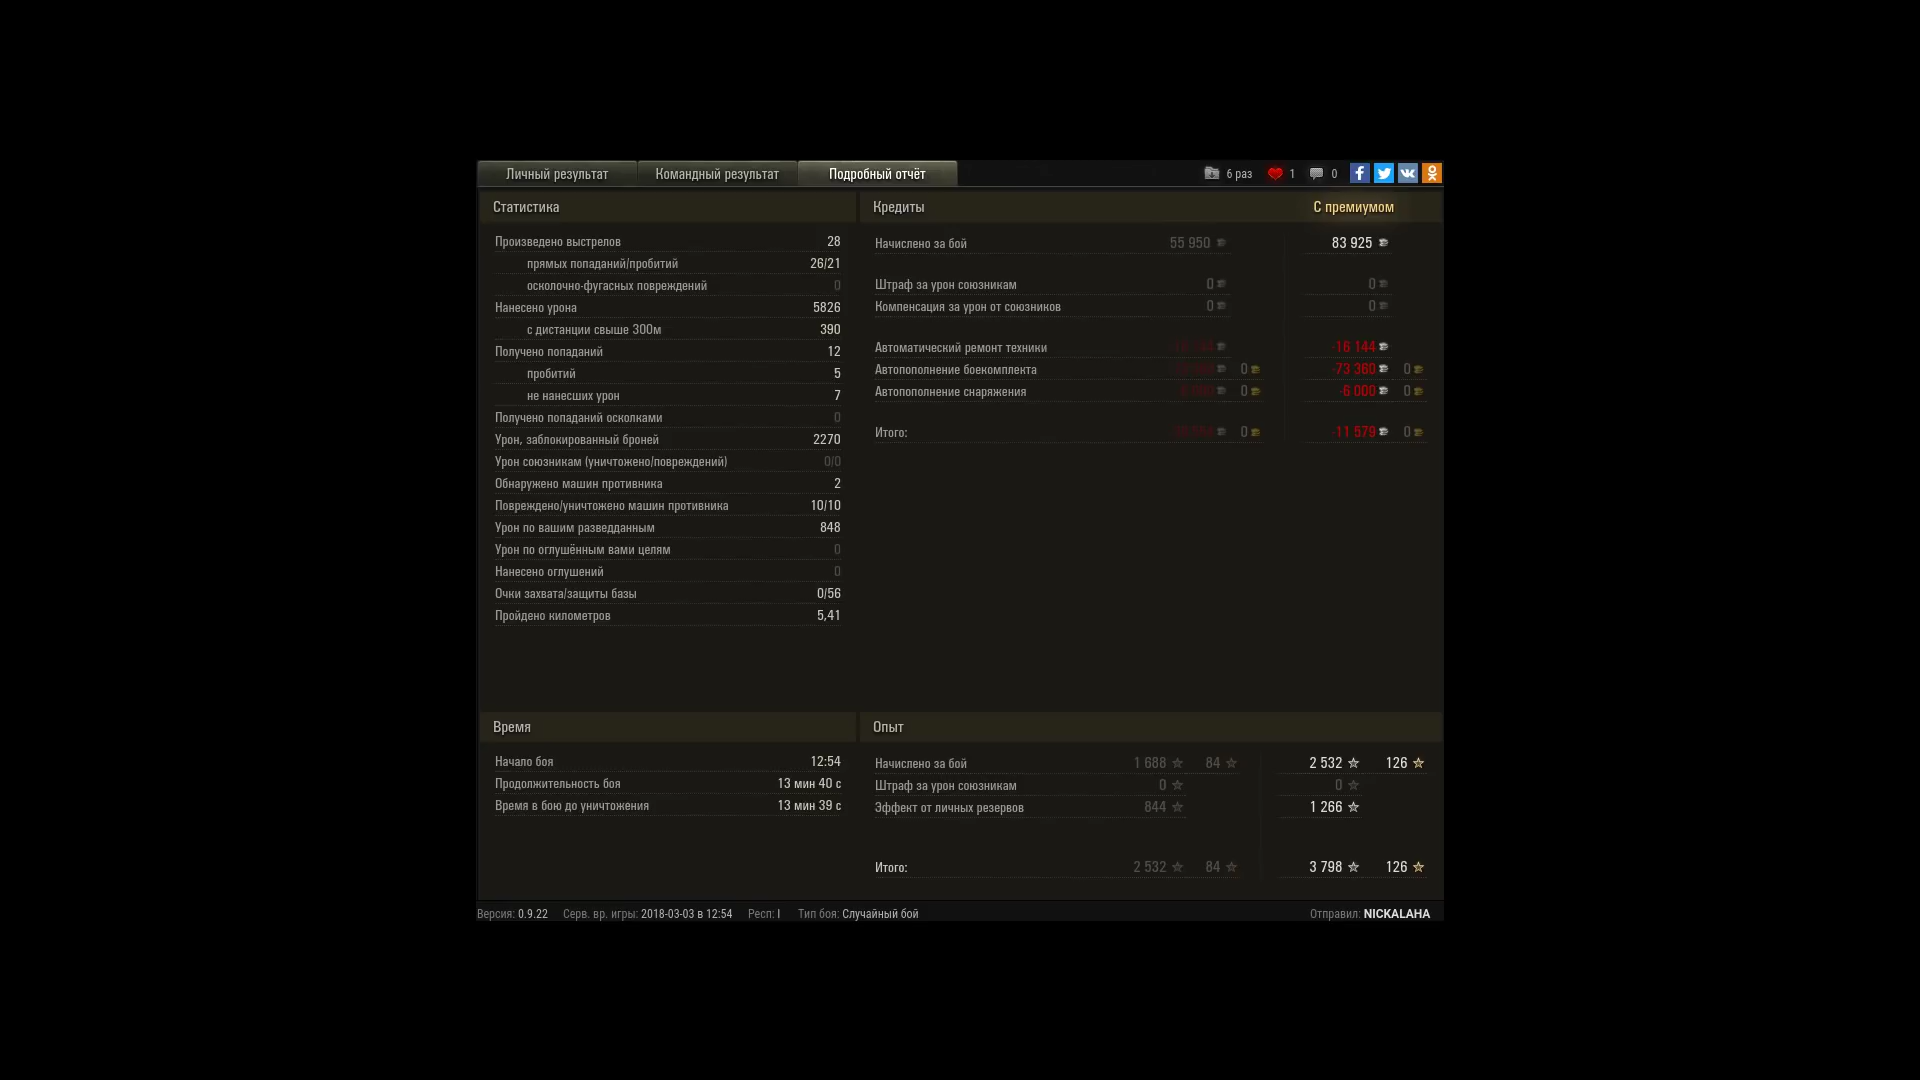 Личный результат Командный результат Подробный отчёт 6 раз 1 0
Статистика
Произведено выстрелов 28
прямых попаданий/пробитий 26/21
осколочно-фугасных повреждений 0
Нанесено урона 5826
с дистанции свыше 300м 390
Получено попаданий 12
пробитий 5
не нанесших урон 7
Получено попаданий осколками 0
Урон, заблокированный броней 2270
Урон союзникам (уничтожено/повреждений) 0/0
Обнаружено машин противника 2
Повреждено/уничтожено машин противника 10/10
Урон по вашим разведданным 848
Урон по оглушённым вами целям 0
Нанесено оглушений 0
Очки захвата/защиты базы 0/56
Пройдено километров 5,41
Кредиты С премиумом
Начислено за бой 55 950 83 925
Штраф за урон союзникам 0 0
Компенсация за урон от союзников 0 0
Автоматический ремонт техники -16 144
Автопополнение боекомплекта 0 -73 360 0
Автопополнение снаряжения 0 -6 000 0
Итого: 0 -11 579 0
Время
Начало боя 12:54
Продолжительность боя 13 мин 40 с
Время в бою до уничтожения 13 мин 39 с
Опыт
Начислено за бой 1 688 84 2 532 126
Штраф за урон союзникам 0 0
Эффект от личных резервов 844 1 266
Итого: 2 532 84 3 798 126
Версия: 0.9.22 Серв. вр. игры: 2018-03-03 в 12:54 Респ: I Тип боя: Случайный бой Отправил: NICKALAHA